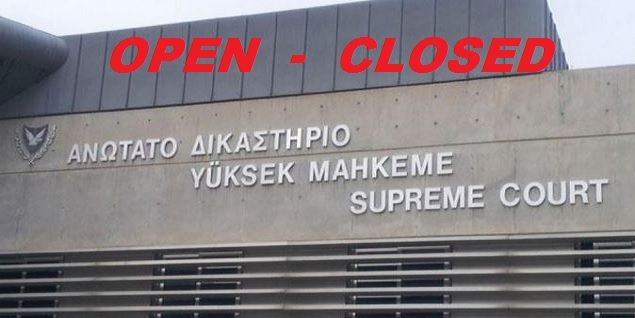 OPEN - CLOSED
ΑΝΩΤΑΤΟ ΔΙΚΑΣΤΗΡΙΟ
YÜKSEK MAHKEME
SUPREME COURT